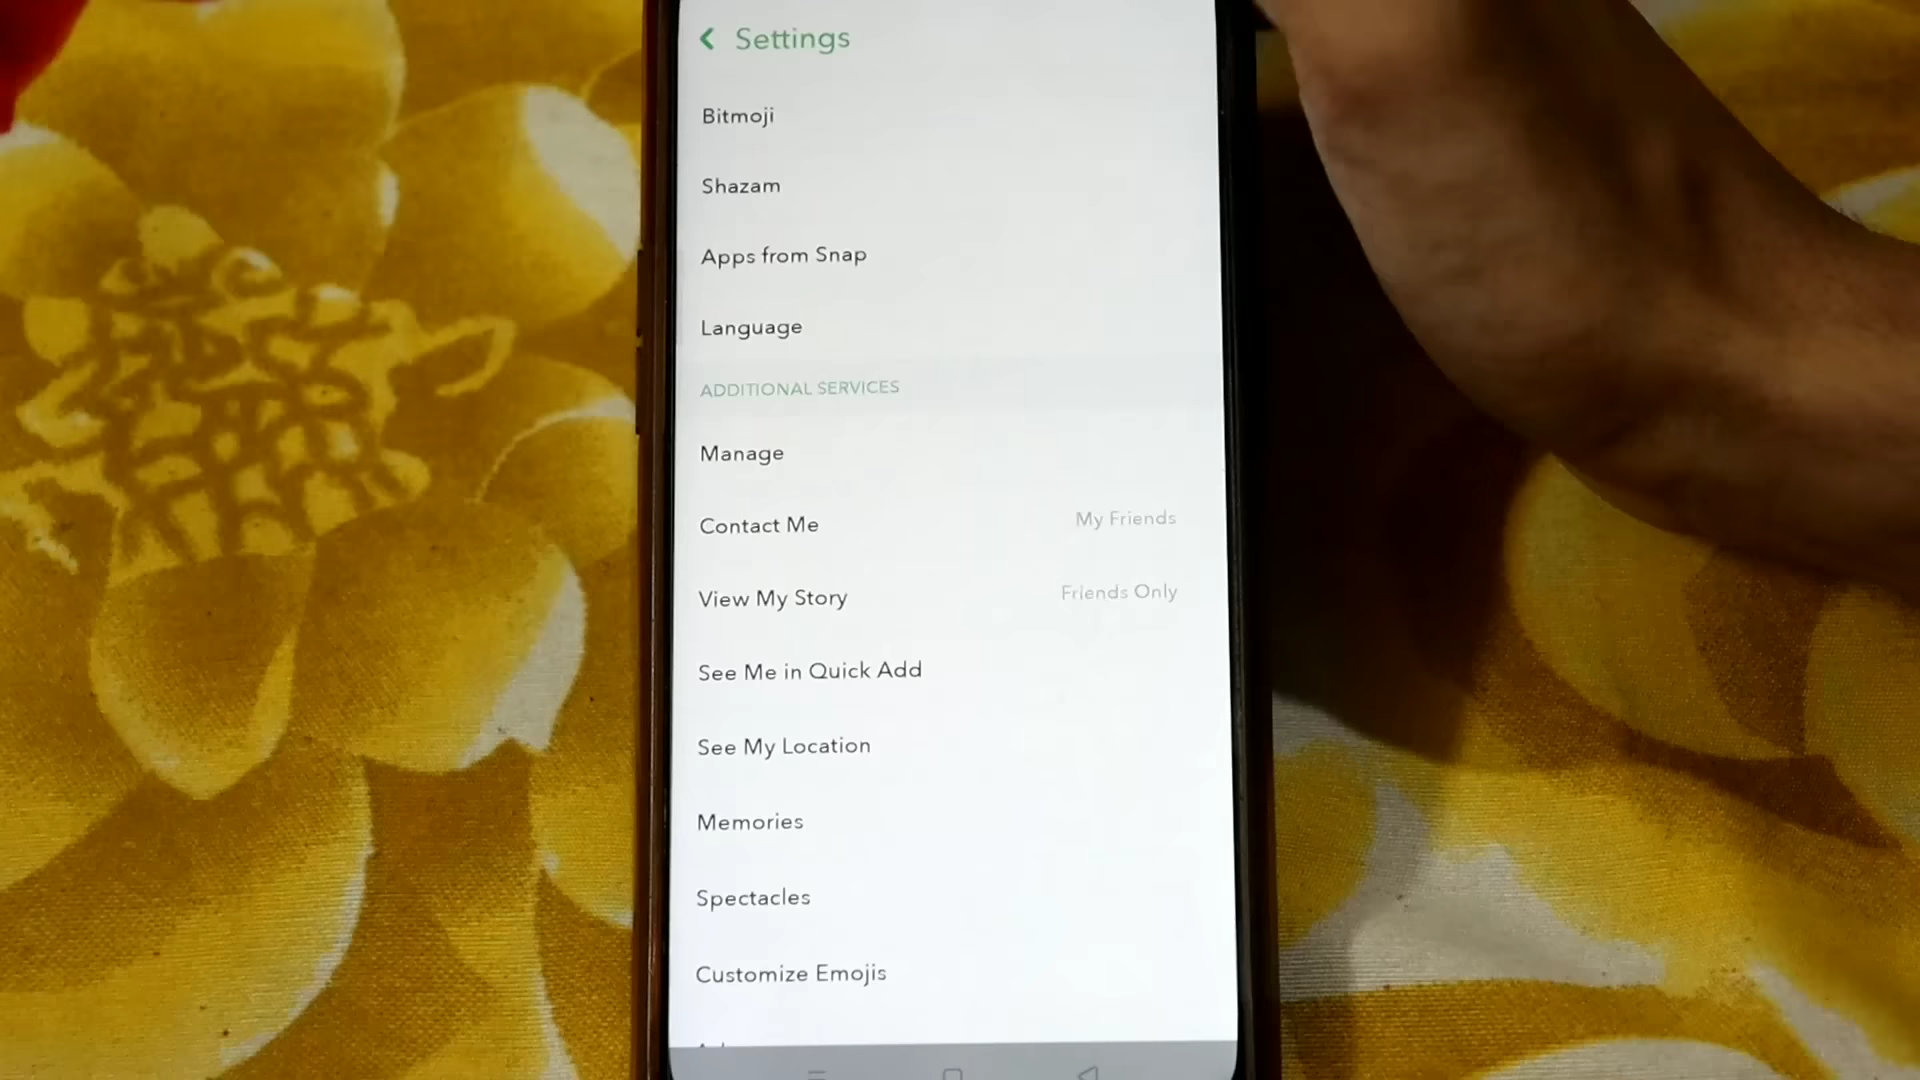 Settings
Bitmoji
Shazam
Apps from Snap
Language
ADDITIONAL SERVICES
Manage
Contact Me My Friends
View My Story Friends Only
See Me in Quick Add
See My Location
Memories
Spectacles
Customize Emojis